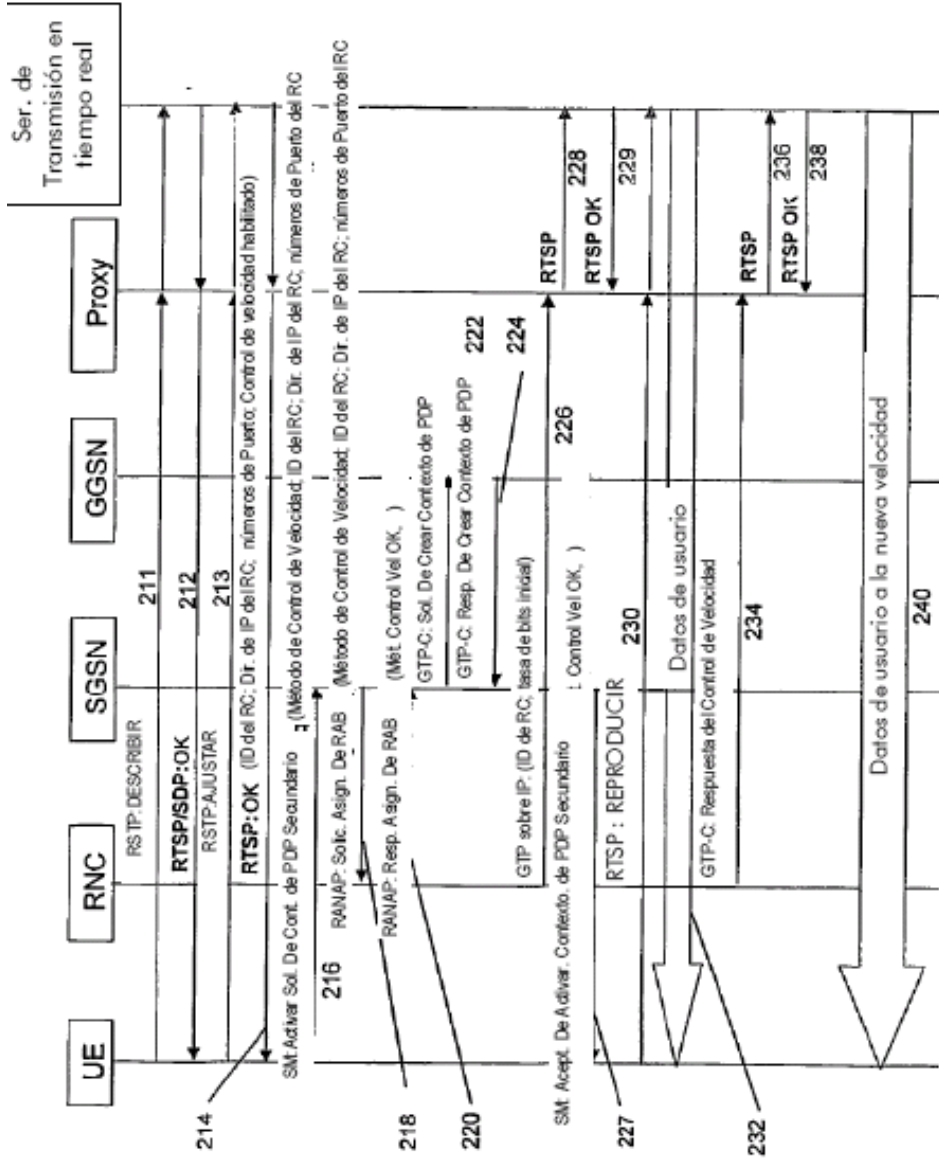 UE
RNC
SGSN
GGSN
Proxy
Ser. de
Transmisión en
tiempo real
RSTP:DESCRIBIR
211
RTSP/SDP:OK
212
RSTP:AJUSTAR
213
RTSP:OK (ID del RC; Dir. de IP del RC, números de Puerto; Control de velocidad habilitado)
214
SM: Activar Sol. De Cont. de PDP Secundario (Método de Control de Velocidad; ID del RC; Dir. de IP del RC; números de Puerto del RC
216
RANAP: Solic. Asign. De RAB (Método de Control de Velocidad; ID del RC; Dir. de IP del RC; números de Puerto del RC
218
RANAP: Resp. Asign. De RAB (Mét. Control Vel OK, )
220
GTP-C: Sol. De Crear Contexto de PDP
222
GTP-C: Resp. De Crear Contexto de PDP
224
GTP sobre IP: (ID de RC; tasa de bits inicial)
226
RTSP
228
SM: Acept. De Activar. Contexto. de PDP Secundario
Control Vel OK, )
227
RTSP OK
229
RTSP: REPRODUCIR
230
Datos de usuario
232
GTP-C: Respuesta del Control de Velocidad
234
RTSP
236
RTSP OK
238
Datos de usuario a la nueva velocidad
240